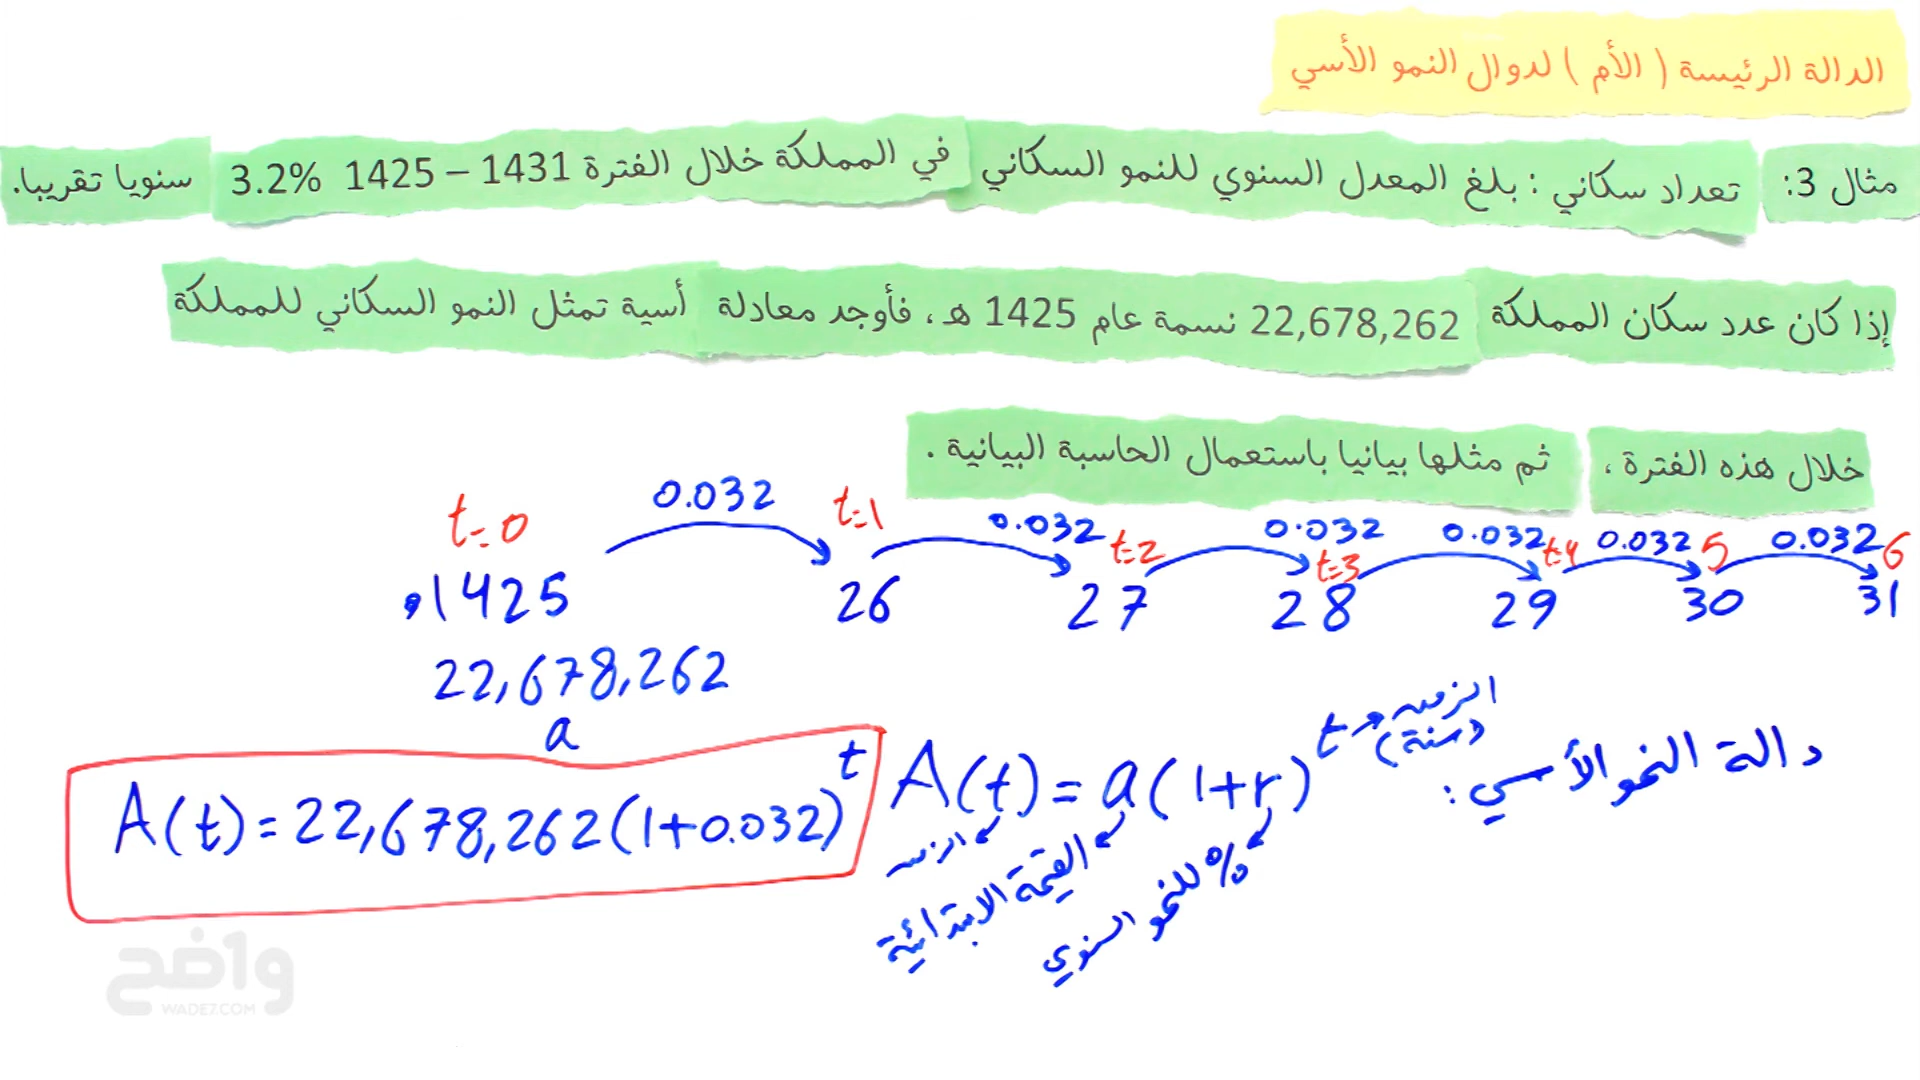 الدالة الرئيسة ( الأم ) لدوال النمو الأسي
مثال 3: تعداد سكاني : بلغ المعدل السنوي للنمو السكاني في المملكة خلال الفترة 1431 – 1425 3.2% سنويا تقريبا.
إذا كان عدد سكان المملكة 22,678,262 نسمة عام 1425 هـ ، فأوجد معادلة أسية تمثل النمو السكاني للمملكة
خلال هذه الفترة ، ثم مثلها بيانيا باستعمال الحاسبة البيانية .
t=0 0.032 t=1 0.032 t=2 0.032 t=3 0.032 t=4 0.032 5 0.032 6
1425 26 27 28 29 30 31
22,678,262
a
دالة النمو الأسي :
A(t) = a(1+r)^t
الزمن (سنة)
الزمن
القيمة الابتدائية
% للنمو السنوي
A(t) = 22,678,262(1+0.032)^t
واضح
WADE7.COM